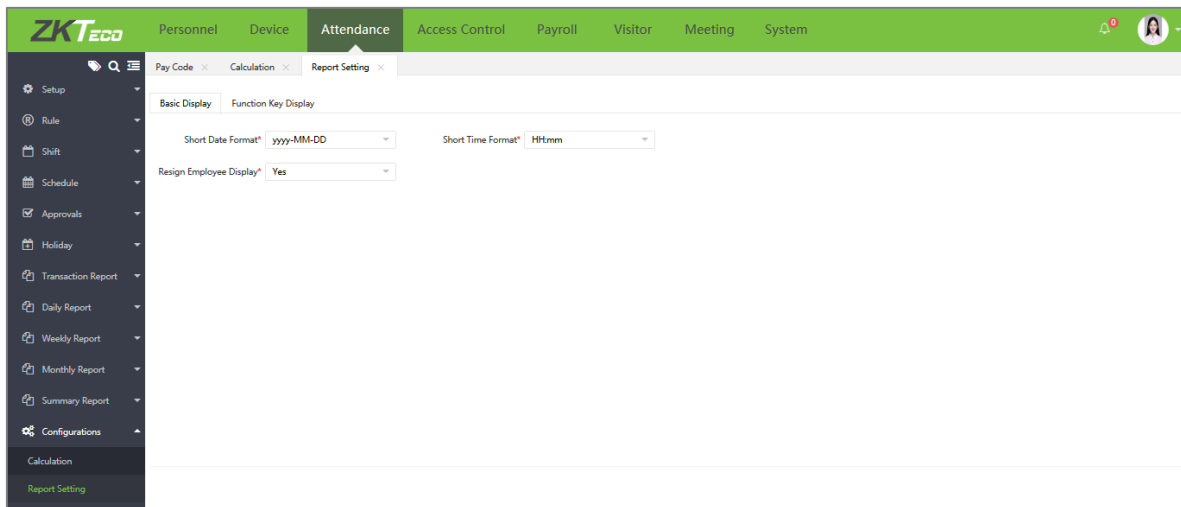 ZKTeco Personnel Device Attendance Access Control Payroll Visitor Meeting System 0
Pay Code × Calculation × Report Setting ×
Setup
Basic Display Function Key Display
® Rule
Short Date Format* yyyy-MM-DD Short Time Format* HH:mm
Shift
Resign Employee Display* Yes
Schedule
Approvals
Holiday
Transaction Report
Daily Report
Weekly Report
Monthly Report
Summary Report
Configurations
Calculation
Report Setting